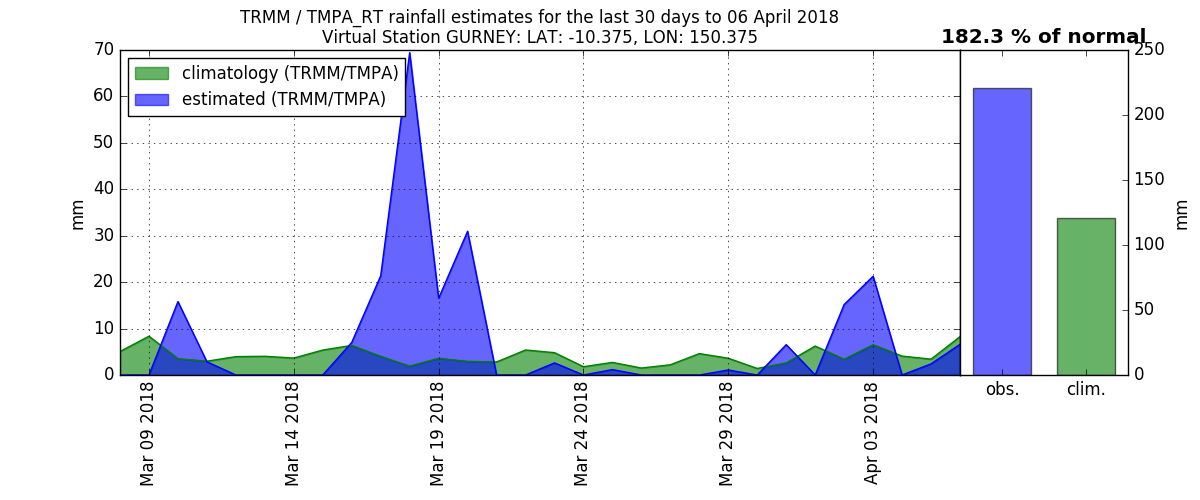 TRMM / TMPA_RT rainfall estimates for the last 30 days to 06 April 2018
Virtual Station GURNEY: LAT: -10.375, LON: 150.375
182.3 % of normal
climatology (TRMM/TMPA)
estimated (TRMM/TMPA)
70
60
50
40
30
20
10
0
mm
Mar 09 2018
Mar 14 2018
Mar 19 2018
Mar 24 2018
Mar 29 2018
Apr 03 2018
250
200
150
100
50
0
mm
obs.
clim.